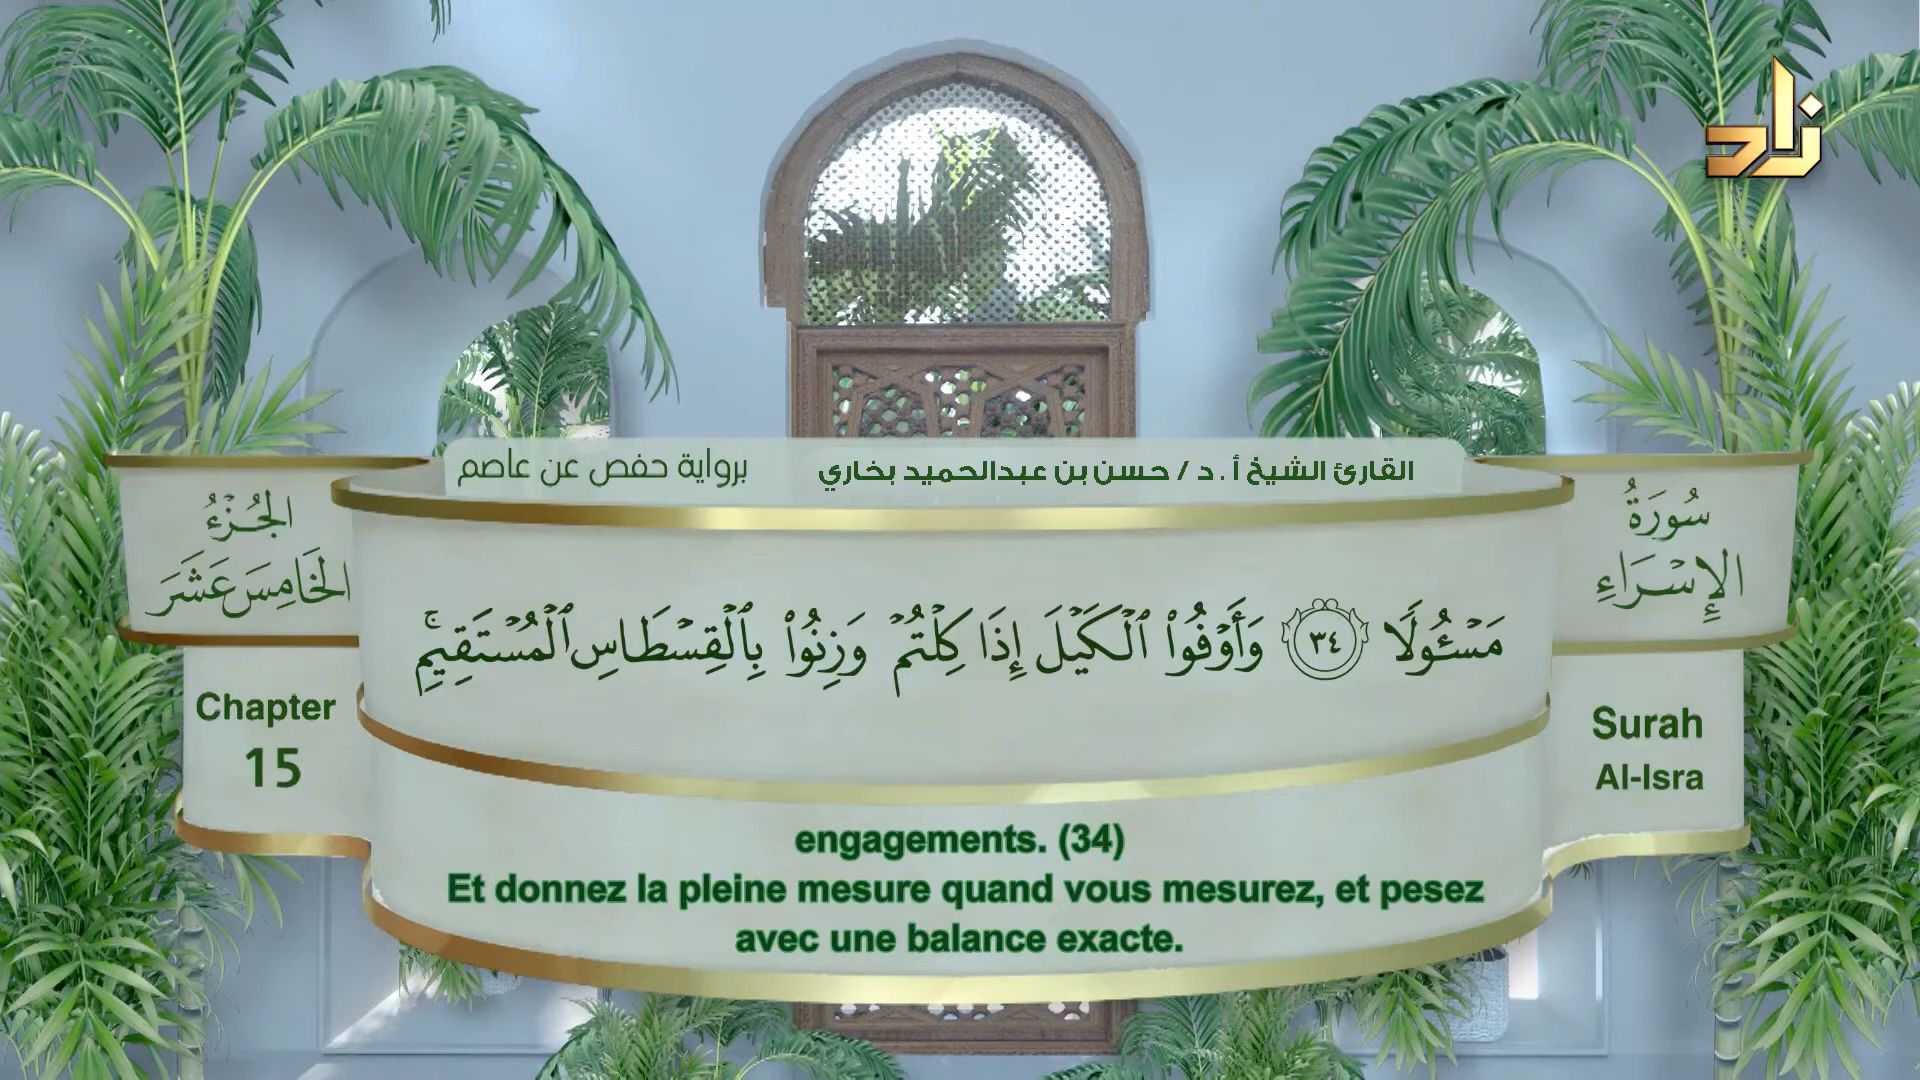 زاد
القارئ الشيخ أ . د / حسن بن عبدالحميد بخاري
برواية حفص عن عاصم
سُورَةُ
الإِسْرَاءِ
الجُزْءُ
الخَامِسَ عَشَرَ
مَسْـُٔولًا ٣٤ وَأَوْفُوا۟ ٱلْكَيْلَ إِذَا كِلْتُمْ وَزِنُوا۟ بِٱلْقِسْطَاسِ ٱلْمُسْتَقِيمِۚ
Chapter
15
Surah
Al-Isra
engagements. (34)
Et donnez la pleine mesure quand vous mesurez, et pesez
avec une balance exacte.